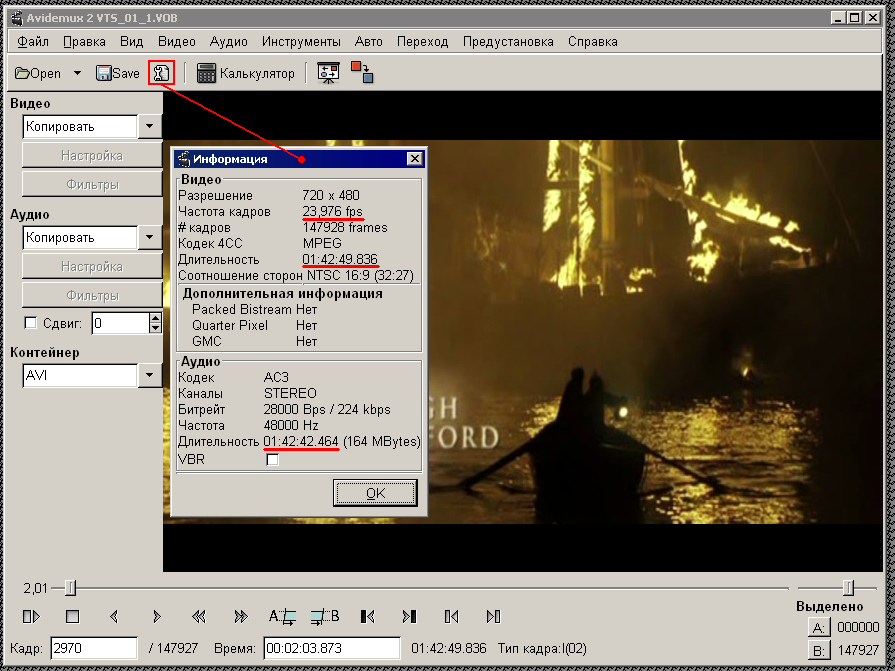 Avidemux 2 VTS_01_1.VOB
Файл Правка Вид Видео Аудио Инструменты Авто Переход Предустановка Справка
Open Save Калькулятор
Видео
Копировать
Настройка
Фильтры
Аудио
Копировать
Настройка
Фильтры
Сдвиг: 0
Контейнер
AVI
Информация
Видео
Разрешение 720 x 480
Частота кадров 23,976 fps
# кадров 147928 frames
Кодек 4CC MPEG
Длительность 01:42:49.836
Соотношение сторон NTSC 16:9 (32:27)
Дополнительная информация
Packed Bistream Нет
Quarter Pixel Нет
GMC Нет
Аудио
Кодек AC3
Каналы STEREO
Битрейт 28000 Bps / 224 kbps
Частота 48000 Hz
Длительность 01:42:42.464 (164 MBytes)
VBR
OK
GH
FORD
2,01
A: B
Выделено
A: 000000
B: 147927
Кадр: 2970 / 147927 Время: 00:02:03.873 01:42:49.836 Тип кадра:I(02)